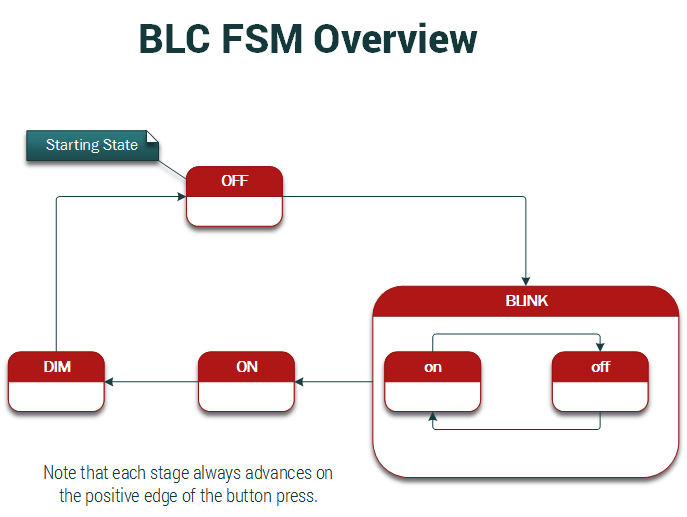 BLC FSM Overview
Starting State
OFF
BLINK
DIM
ON
on
off
Note that each stage always advances on
the positive edge of the button press.